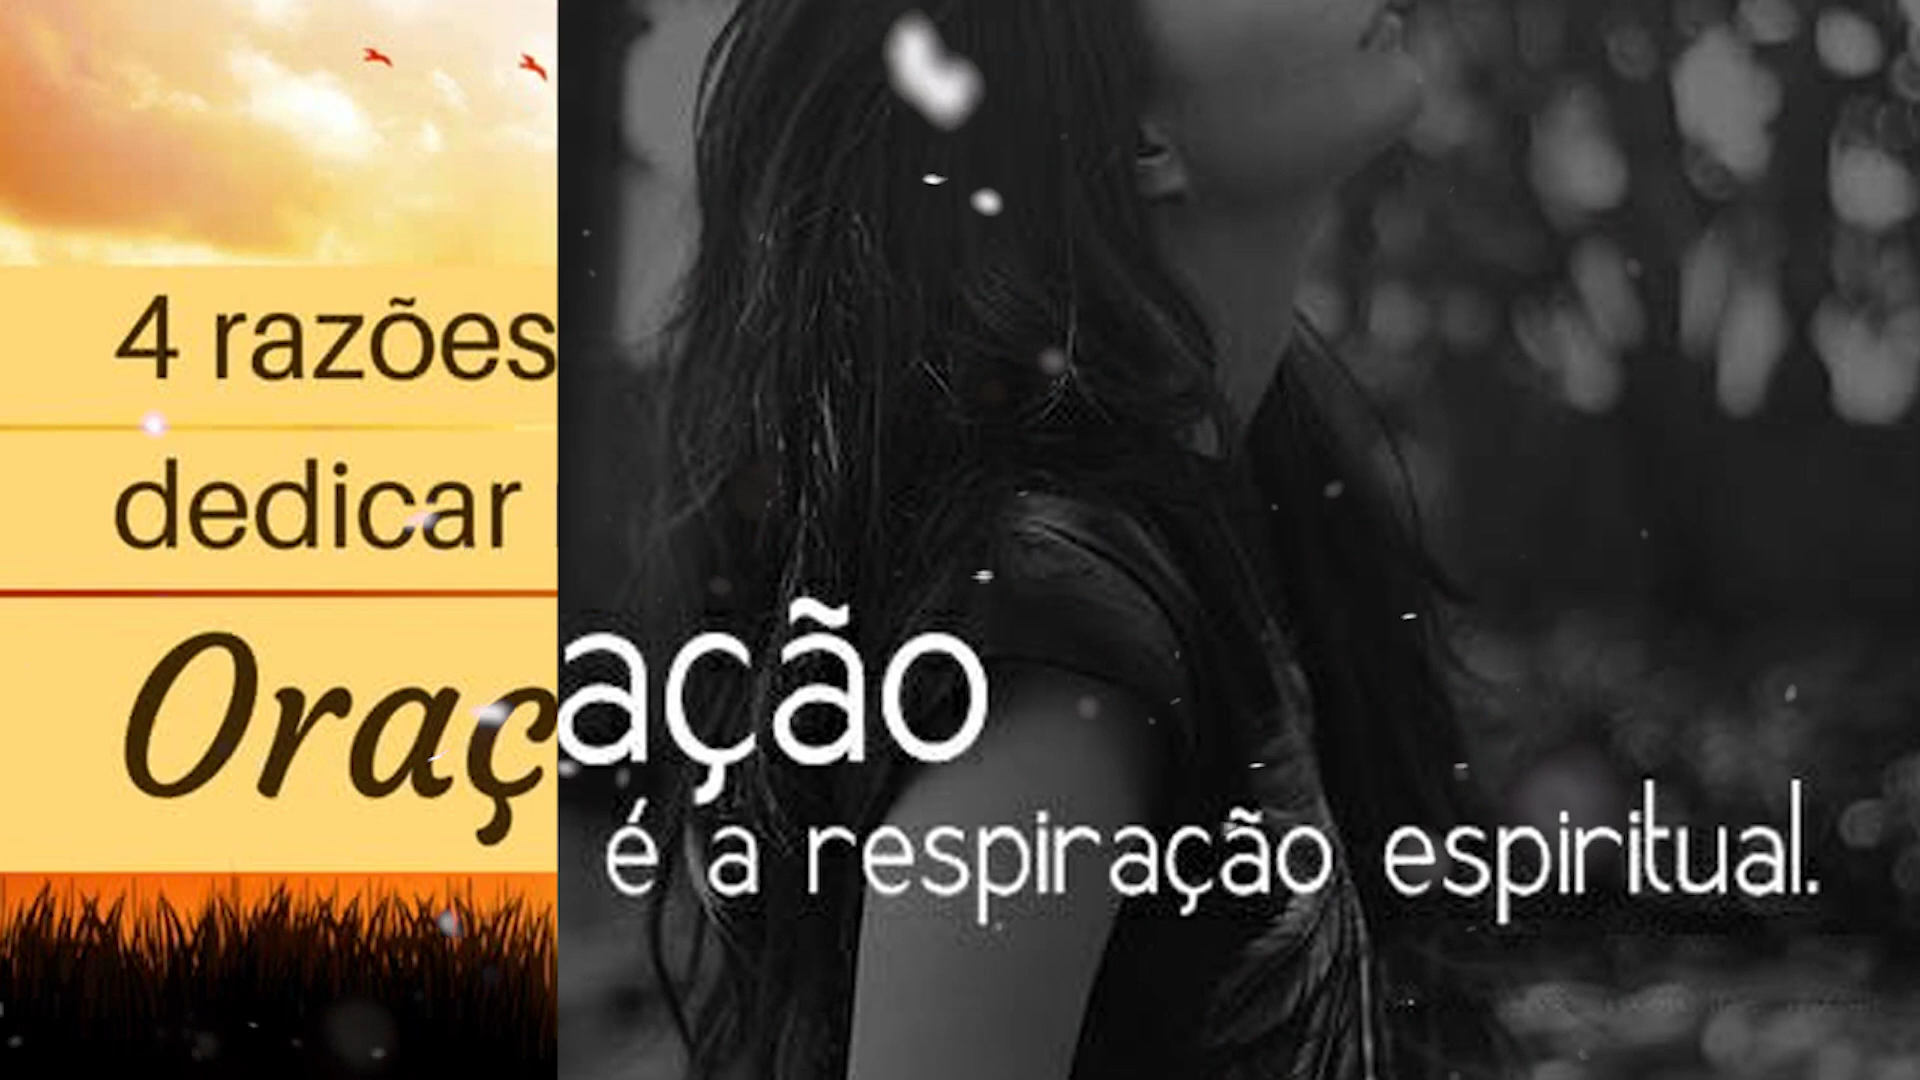 4 razões
dedicar
Oraç
ação
é a respiração espiritual.